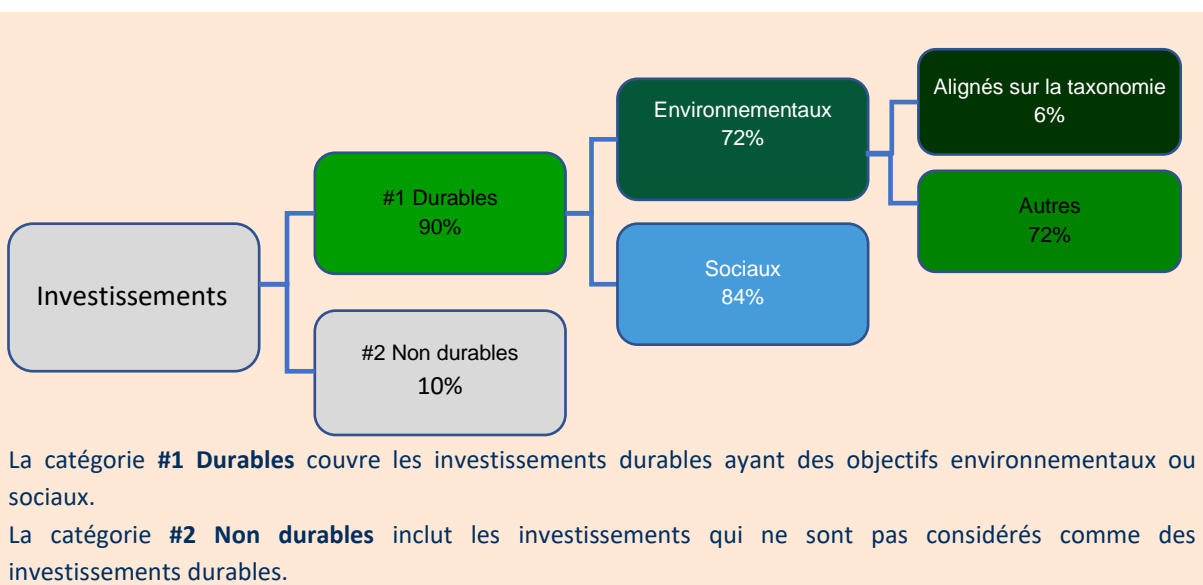 Investissements
#1 Durables
90%
#2 Non durables
10%
Environnementaux
72%
Sociaux
84%
Alignés sur la taxonomie
6%
Autres
72%
La catégorie #1 Durables couvre les investissements durables ayant des objectifs environnementaux ou
sociaux.
La catégorie #2 Non durables inclut les investissements qui ne sont pas considérés comme des
investissements durables.